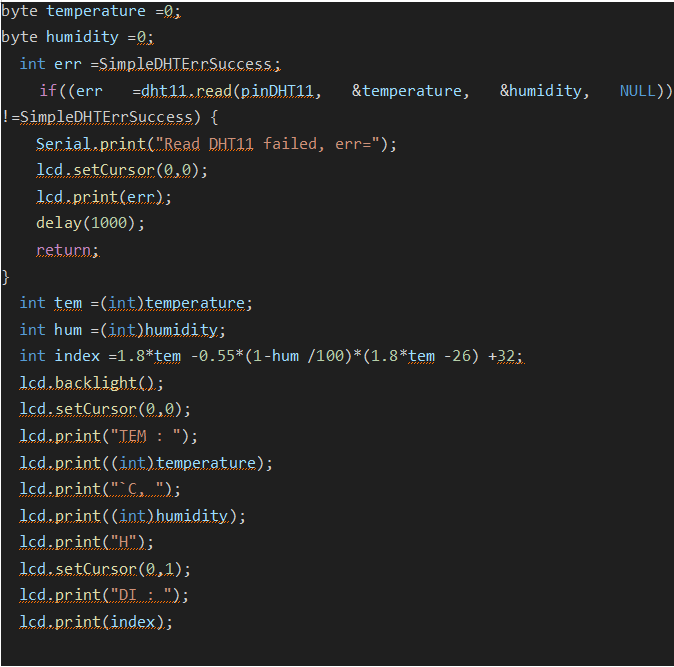 byte temperature =0;
byte humidity =0;
int err =SimpleDHTErrSuccess;
if((err =dht11.read(pinDHT11, &temperature, &humidity, NULL))
!=SimpleDHTErrSuccess) {
Serial.print("Read DHT11 failed, err=");
lcd.setCursor(0,0);
lcd.print(err);
delay(1000);
return;
}
int tem =(int)temperature;
int hum =(int)humidity;
int index =1.8*tem -0.55*(1-hum /100)*(1.8*tem -26) +32;
lcd.backlight();
lcd.setCursor(0,0);
lcd.print("TEM : ");
lcd.print((int)temperature);
lcd.print("`C, ");
lcd.print((int)humidity);
lcd.print("H");
lcd.setCursor(0,1);
lcd.print("DI : ");
lcd.print(index);